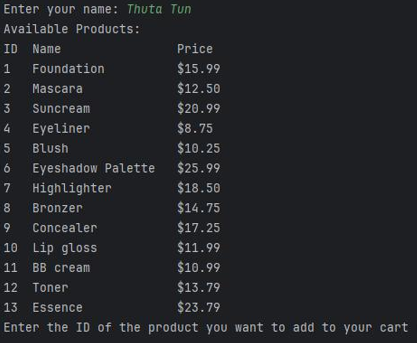 Enter your name: Thuta Tun
Available Products:
ID  Name               Price
1   Foundation         $15.99
2   Mascara            $12.50
3   Suncream           $20.99
4   Eyeliner           $8.75
5   Blush              $10.25
6   Eyeshadow Palette  $25.99
7   Highlighter        $18.50
8   Bronzer            $14.75
9   Concealer          $17.25
10  Lip gloss          $11.99
11  BB cream           $10.99
12  Toner              $13.79
13  Essence            $23.79
Enter the ID of the product you want to add to your cart